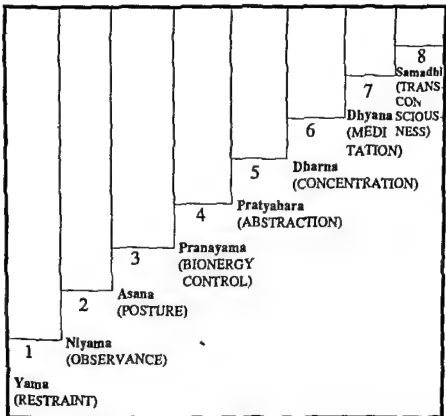 8
Samadhi
(TRANS
CON
SCIOUS-
NESS)
7
Dhyana
(MEDI
TATION)
6
Dharna
(CONCENTRATION)
5
Pratyahara
(ABSTRACTION)
4
Pranayama
(BIONERGY
CONTROL)
3
Asana
(POSTURE)
2
Niyama
(OBSERVANCE)
1
Yama
(RESTRAINT)